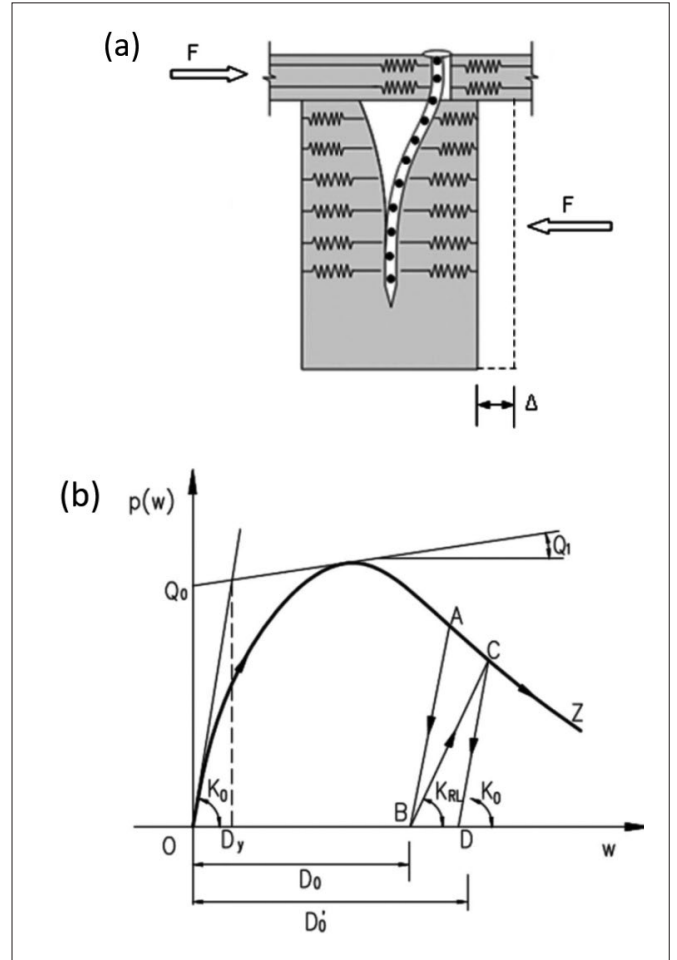 (a)
F
F
Δ
(b)
p(w)
Q₁
Q₀
A
C
Z
K₀
K_RL
K₀
B
D
O
D_y
w
D₀
D₀'